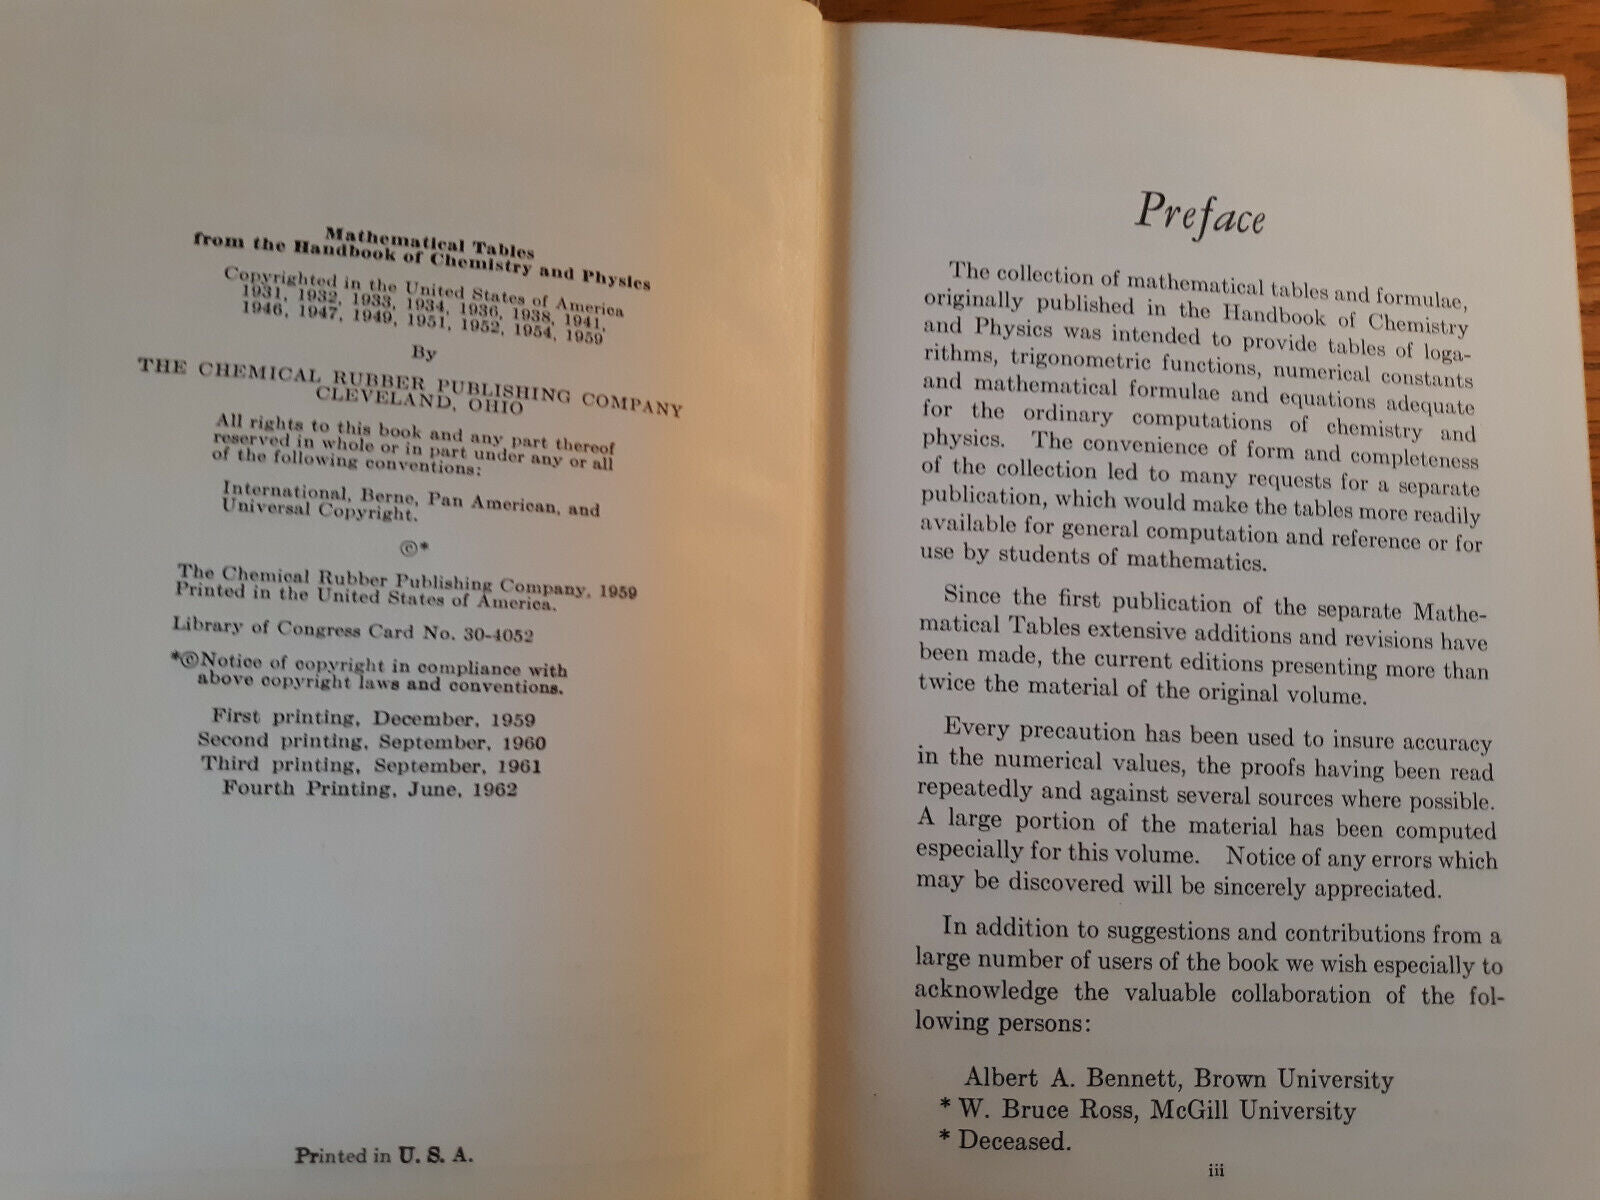 Mathematical Tables
from the Handbook of Chemistry and Physics
Copyrighted in the United States of America
1931, 1932, 1933, 1934, 1936, 1938, 1941,
1946, 1947, 1949, 1951, 1952, 1954, 1959
By
THE CHEMICAL RUBBER PUBLISHING COMPANY
CLEVELAND, OHIO
All rights to this book and any part thereof
reserved in whole or in part under any or all
of the following conventions:
International, Berne, Pan American, and
Universal Copyright.
©*
The Chemical Rubber Publishing Company, 1959
Printed in the United States of America.
Library of Congress Card No. 30-4052
*©Notice of copyright in compliance with
above copyright laws and conventions.
First printing, December, 1959
Second printing, September, 1960
Third printing, September, 1961
Fourth Printing, June, 1962
Printed in U. S. A.
Preface
The collection of mathematical tables and formulae,
originally published in the Handbook of Chemistry
and Physics was intended to provide tables of loga-
rithms, trigonometric functions, numerical constants
and mathematical formulae and equations adequate
for the ordinary computations of chemistry and
physics. The convenience of form and completeness
of the collection led to many requests for a separate
publication, which would make the tables more readily
available for general computation and reference or for
use by students of mathematics.
Since the first publication of the separate Mathe-
matical Tables extensive additions and revisions have
been made, the current editions presenting more than
twice the material of the original volume.
Every precaution has been used to insure accuracy
in the numerical values, the proofs having been read
repeatedly and against several sources where possible.
A large portion of the material has been computed
especially for this volume. Notice of any errors which
may be discovered will be sincerely appreciated.
In addition to suggestions and contributions from a
large number of users of the book we wish especially to
acknowledge the valuable collaboration of the fol-
lowing persons:
Albert A. Bennett, Brown University
* W. Bruce Ross, McGill University
* Deceased.
iii